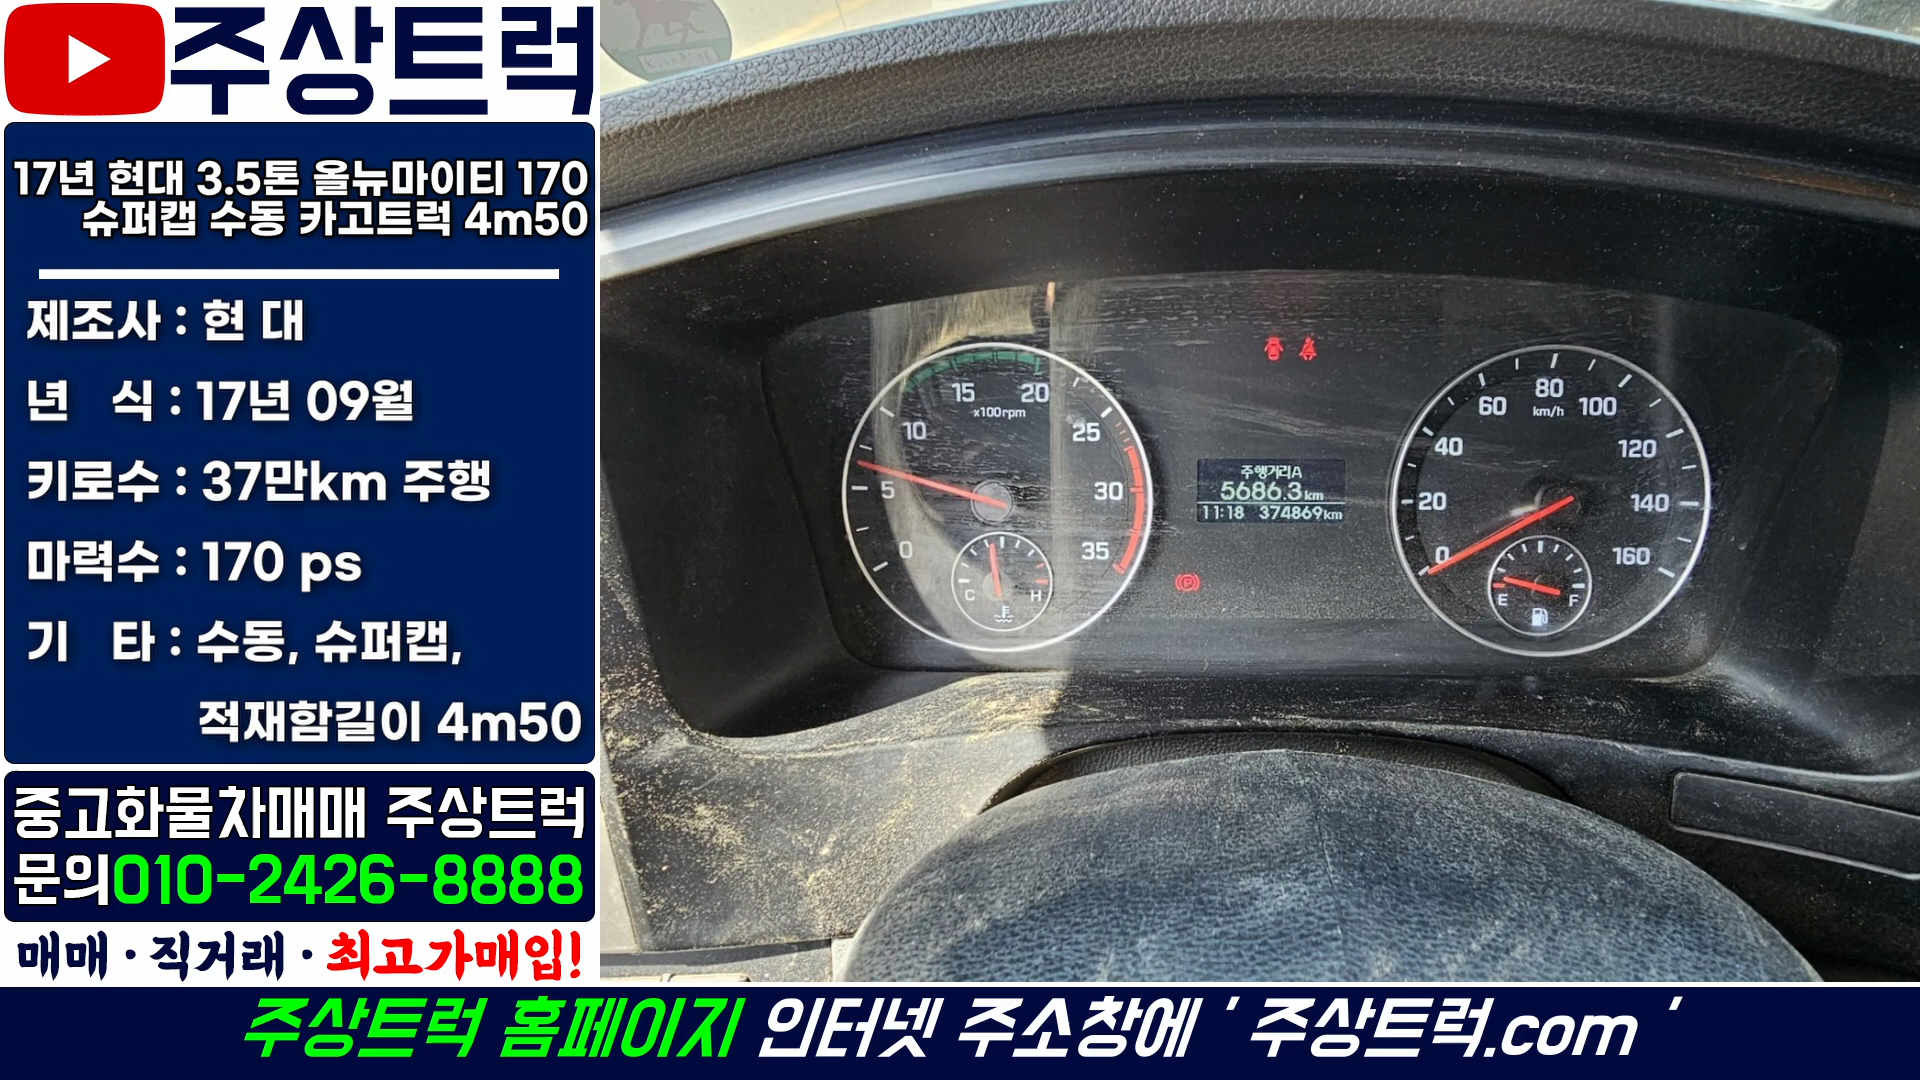 주상트럭
17년 현대 3.5톤 올뉴마이티 170
슈퍼캡 수동 카고트럭 4m50
제조사 : 현 대
년 식 : 17년 09월
키로수 : 37만km 주행
마력수 : 170 ps
기 타 : 수동, 슈퍼캡,
적재함길이 4m50
중고화물차매매 주상트럭
문의010-2426-8888
매매 · 직거래 · 최고가매입!
주상트럭 홈페이지 인터넷 주소창에 ' 주상트럭.com '
0 5 10 15 20 25 30 35
x100rpm
C H
주행거리A
5686.3km
11:18 374869km
P
0 20 40 60 80 100 120 140 160
km/h
E F